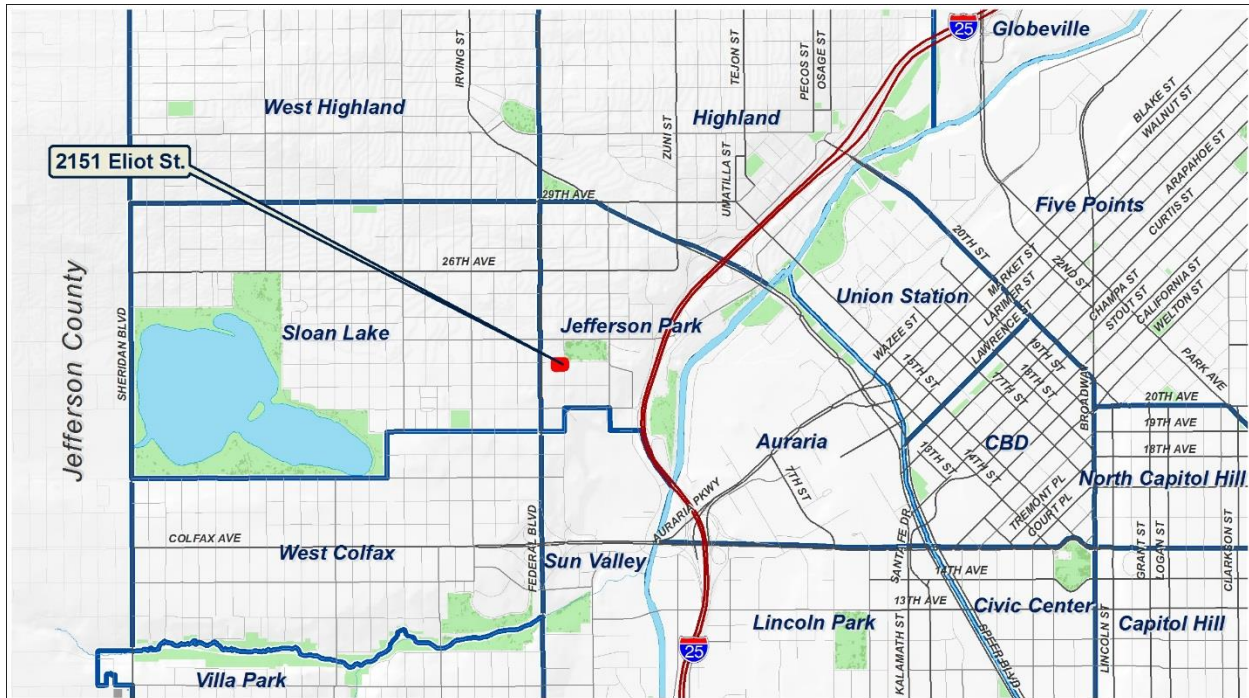 25
Globeville
IRVING ST
TEJON ST
PECOS ST
OSAGE ST
West Highland
Highland
BLAKE ST
WALNUT ST
ZUNI ST
2151 Eliot St.
UMATILLA ST
ARAPAHOE ST
CURTIS ST
29TH AVE
Five Points
20TH ST
26TH AVE
22ND ST
MARKET ST
LARIMER ST
LAWRENCE ST
CHAMPA ST
STOUT ST
CALIFORNIA ST
WELTON ST
Jefferson County
SHERIDAN BLVD
Sloan Lake
Jefferson Park
Union Station
WAZEE ST
15TH ST
17TH ST
18TH ST
19TH ST
BROADWAY
PARK AVE
20TH AVE
19TH AVE
18TH AVE
Auraria
CBD
13TH ST
14TH ST
7TH ST
North Capitol Hill
TREMONT PL
COURT PL
AURARIA PKWY
COLFAX AVE
West Colfax
FEDERAL BLVD
Sun Valley
SANTA FE DR
14TH AVE
13TH AVE
GRANT ST
LOGAN ST
CLARKSON ST
Civic Center
Lincoln Park
KALAMATH ST
SPEER BLVD
LINCOLN ST
Capitol Hill
25
Villa Park